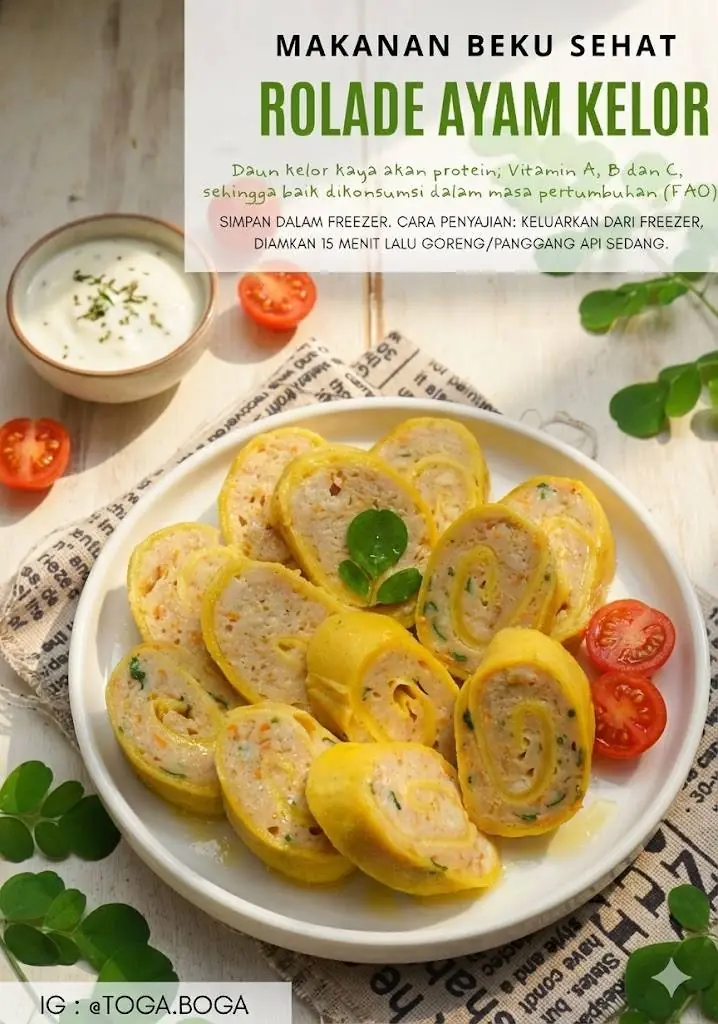 MAKANAN BEKU SEHAT
ROLADE AYAM KELOR
Daun kelor kaya akan protein, Vitamin A, B dan C,
sehingga baik dikonsumsi dalam masa pertumbuhan (FAO)
SIMPAN DALAM FREEZER. CARA PENYAJIAN: KELUARKAN DARI FREEZER,
DIAMKAN 15 MENIT LALU GORENG/PANGGANG API SEDANG.
IG : @TOGA.BOGA